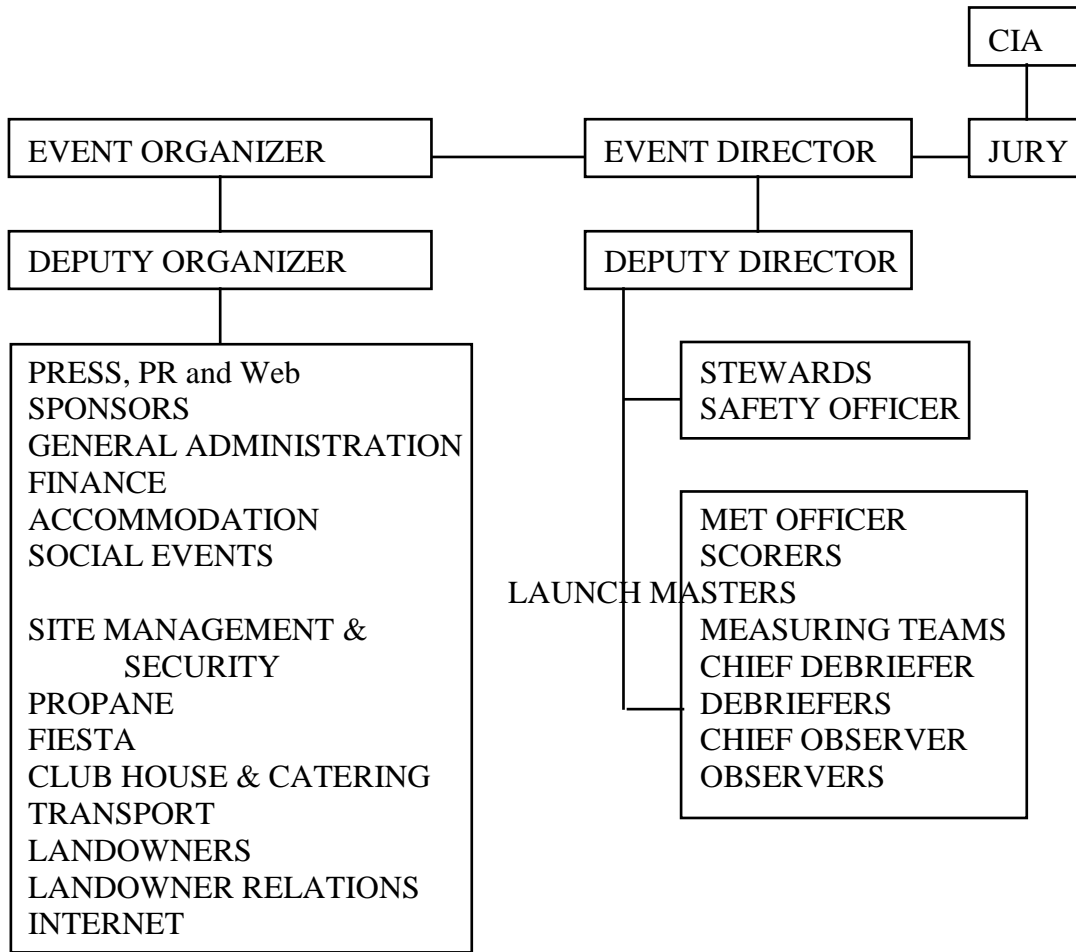 CIA
EVENT ORGANIZER
EVENT DIRECTOR
JURY
DEPUTY ORGANIZER
DEPUTY DIRECTOR
PRESS, PR and Web
SPONSORS
GENERAL ADMINISTRATION
FINANCE
ACCOMMODATION
SOCIAL EVENTS
SITE MANAGEMENT &
SECURITY
PROPANE
FIESTA
CLUB HOUSE & CATERING
TRANSPORT
LANDOWNERS
LANDOWNER RELATIONS
INTERNET
STEWARDS
SAFETY OFFICER
MET OFFICER
SCORERS
LAUNCH MASTERS
MEASURING TEAMS
CHIEF DEBRIEFER
DEBRIEFERS
CHIEF OBSERVER
OBSERVERS